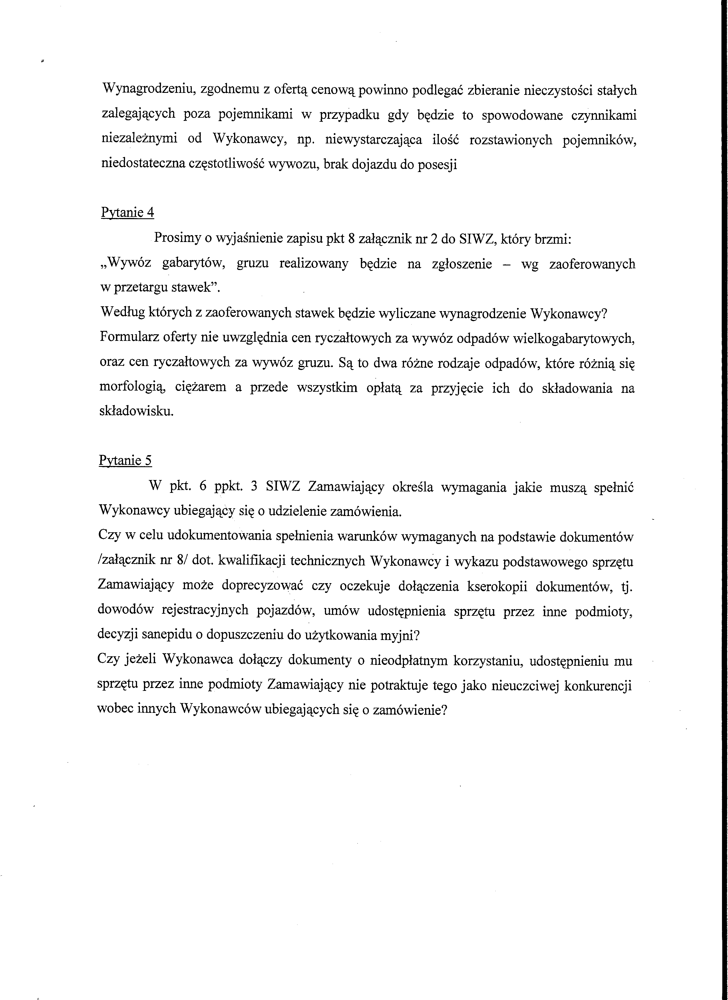 Wynagrodzeniu, zgodnemu z ofertą cenową powinno podlegać zbieranie nieczystości stałych
zalegających poza pojemnikami w przypadku gdy będzie to spowodowane czynnikami
niezależnymi od Wykonawcy, np. niewystarczająca ilość rozstawionych pojemników,
niedostateczna częstotliwość wywozu, brak dojazdu do posesji
Pytanie 4
Prosimy o wyjaśnienie zapisu pkt 8 załącznik nr 2 do SIWZ, który brzmi:
„Wywóz gabarytów, gruzu realizowany będzie na zgłoszenie – wg zaoferowanych
w przetargu stawek”.
Według których z zaoferowanych stawek będzie wyliczane wynagrodzenie Wykonawcy?
Formularz oferty nie uwzględnia cen ryczałtowych za wywóz odpadów wielkogabarytowych,
oraz cen ryczałtowych za wywóz gruzu. Są to dwa różne rodzaje odpadów, które różnią się
morfologią, ciężarem a przede wszystkim opłatą za przyjęcie ich do składowania na
składowisku.
Pytanie 5
W pkt. 6 ppkt. 3 SIWZ Zamawiający określa wymagania jakie muszą spełnić
Wykonawcy ubiegający się o udzielenie zamówienia.
Czy w celu udokumentowania spełnienia warunków wymaganych na podstawie dokumentów
/załącznik nr 8/ dot. kwalifikacji technicznych Wykonawcy i wykazu podstawowego sprzętu
Zamawiający może doprecyzować czy oczekuje dołączenia kserokopii dokumentów, tj.
dowodów rejestracyjnych pojazdów, umów udostępnienia sprzętu przez inne podmioty,
decyzji sanepidu o dopuszczeniu do użytkowania myjni?
Czy jeżeli Wykonawca dołączy dokumenty o nieodpłatnym korzystaniu, udostępnieniu mu
sprzętu przez inne podmioty Zamawiający nie potraktuje tego jako nieuczciwej konkurencji
wobec innych Wykonawców ubiegających się o zamówienie?